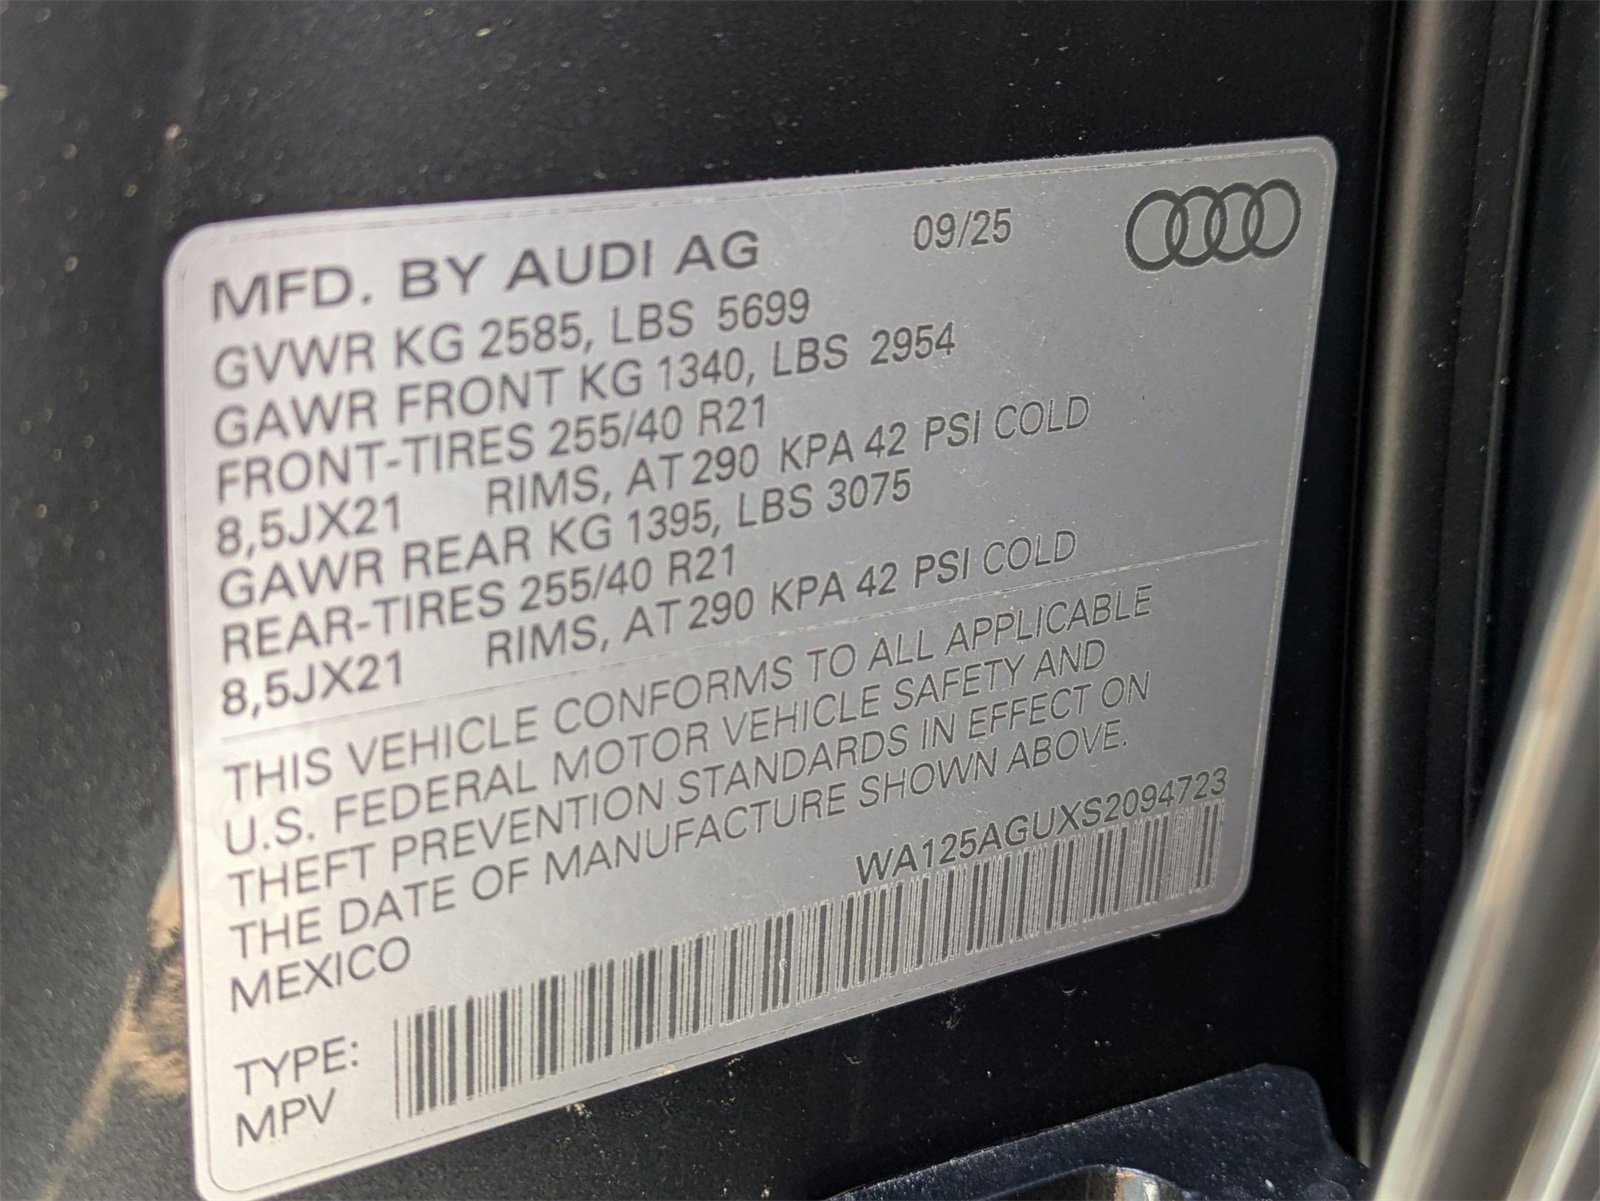 MFD. BY AUDI AG 09/25
GVWR KG 2585, LBS 5699
GAWR FRONT KG 1340, LBS 2954
FRONT-TIRES 255/40 R21
8,5JX21 RIMS, AT 290 KPA 42 PSI COLD
GAWR REAR KG 1395, LBS 3075
REAR-TIRES 255/40 R21
8,5JX21 RIMS, AT 290 KPA 42 PSI COLD
THIS VEHICLE CONFORMS TO ALL APPLICABLE
U.S. FEDERAL MOTOR VEHICLE SAFETY AND
THEFT PREVENTION STANDARDS IN EFFECT ON
THE DATE OF MANUFACTURE SHOWN ABOVE.
MEXICO WA125AGUXS2094723
TYPE:
MPV